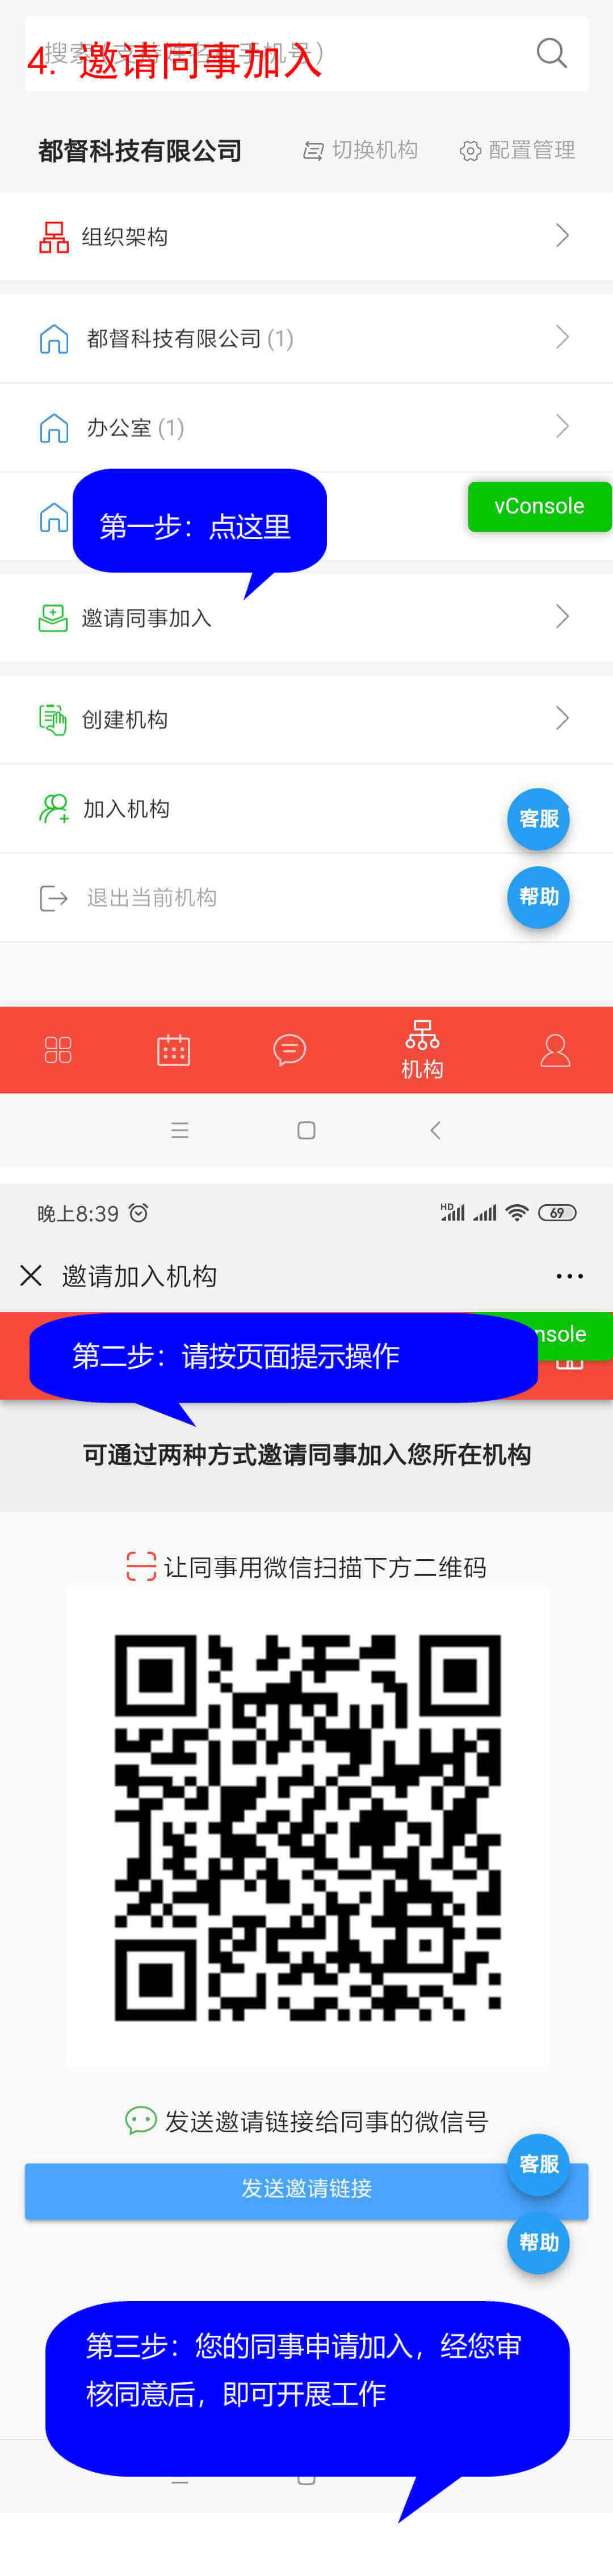 4. 邀请同事加入
都督科技有限公司
切换机构
配置管理
组织架构
都督科技有限公司 (1)
办公室 (1)
第一步：点这里
vConsole
邀请同事加入
创建机构
加入机构
客服
退出当前机构
帮助
机构
晚上8:39
HD
69
邀请加入机构
第二步：请按页面提示操作
nsole
可通过两种方式邀请同事加入您所在机构
让同事用微信扫描下方二维码
发送邀请链接给同事的微信号
客服
发送邀请链接
帮助
第三步：您的同事申请加入，经您审
核同意后，即可开展工作